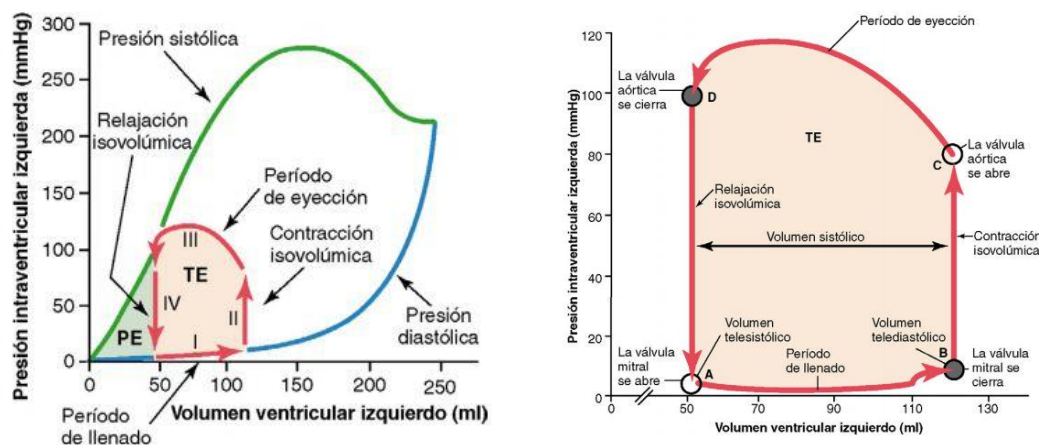 Presión intraventricular izquierda (mmHg)
300
250
200
150
100
50
0
Presión sistólica
Relajación
isovolúmica
Período
de eyección
III
Contracción
isovolúmica
TE
IV
II
PE
I
Presión
diastólica
0
50
100
150
200
250
Período
de llenado
Volumen ventricular izquierdo (ml)
Presión intraventricular izquierda (mmHg)
120
100
80
60
40
20
0
Período de eyección
La válvula
aórtica
se cierra
D
TE
La válvula
aórtica
se abre
C
Relajación
isovolúmica
Volumen sistólico
Contracción
isovolúmica
Volumen
telesistólico
Volumen
telediastólico
La válvula
mitral
se abre
A
Período
de llenado
B
La válvula
mitral se
cierra
0
50
70
90
110
130
Volumen ventricular izquierdo (ml)